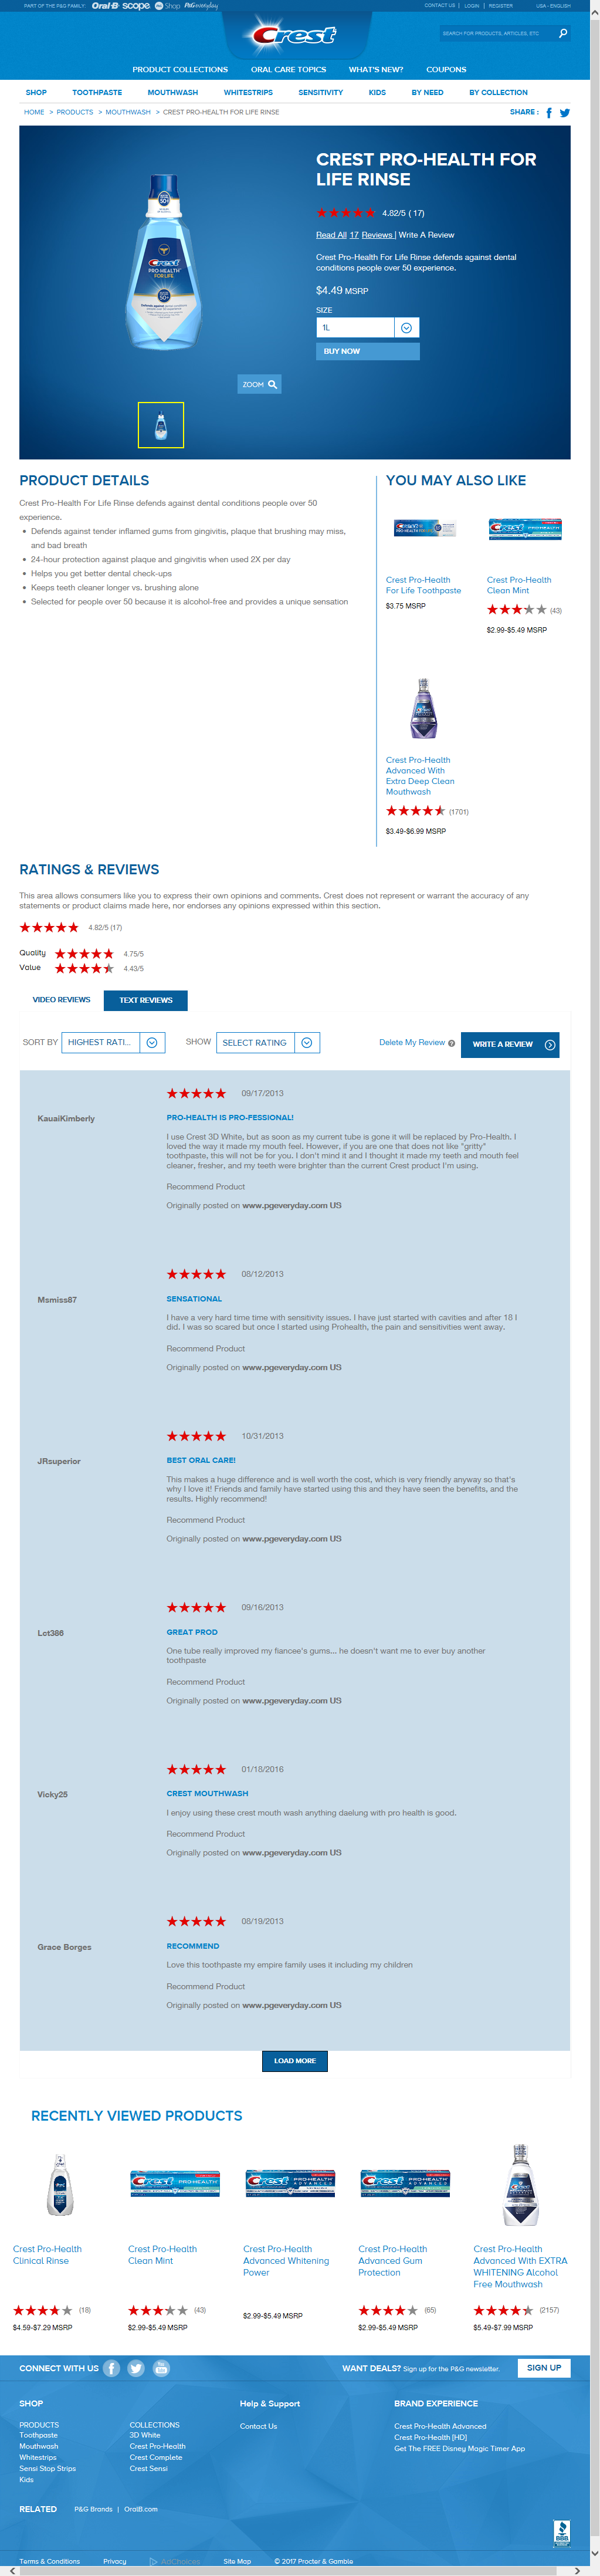 PART OF THE P&G FAMILY: Oral-B scope Shop P&Geveryday
CONTACT US | LOGIN | REGISTER USA - ENGLISH
Crest
SEARCH FOR PRODUCTS, ARTICLES, ETC
PRODUCT COLLECTIONS ORAL CARE TOPICS WHAT'S NEW? COUPONS
SHOP TOOTHPASTE MOUTHWASH WHITESTRIPS SENSITIVITY KIDS BY NEED BY COLLECTION
HOME > PRODUCTS > MOUTHWASH > CREST PRO-HEALTH FOR LIFE RINSE
SHARE :
CREST PRO-HEALTH FOR
LIFE RINSE
4.82/5 ( 17)
Read All 17 Reviews | Write A Review
Crest Pro-Health For Life Rinse defends against dental
conditions people over 50 experience.
$4.49 MSRP
SIZE
1L
BUY NOW
50+
Crest
PRO-HEALTH
FOR LIFE
50+
ZOOM
PRODUCT DETAILS
Crest Pro-Health For Life Rinse defends against dental conditions people over 50
experience.
• Defends against tender inflamed gums from gingivitis, plaque that brushing may miss,
and bad breath
• 24-hour protection against plaque and gingivitis when used 2X per day
• Helps you get better dental check-ups
• Keeps teeth cleaner longer vs. brushing alone
• Selected for people over 50 because it is alcohol-free and provides a unique sensation
YOU MAY ALSO LIKE
Crest Pro-Health
For Life Toothpaste
$3.75 MSRP
Crest Pro-Health
Clean Mint
(43)
$2.99-$5.49 MSRP
Crest Pro-Health
Advanced With
Extra Deep Clean
Mouthwash
(1701)
$3.49-$6.99 MSRP
RATINGS & REVIEWS
This area allows consumers like you to express their own opinions and comments. Crest does not represent or warrant the accuracy of any
statements or product claims made here, nor endorses any opinions expressed within this section.
4.82/5 (17)
Quality 4.75/5
Value 4.43/5
VIDEO REVIEWS TEXT REVIEWS
SORT BY HIGHEST RATI... SHOW SELECT RATING Delete My Review ? WRITE A REVIEW
09/17/2013
KauaiKimberly
PRO-HEALTH IS PRO-FESSIONAL!
I use Crest 3D White, but as soon as my current tube is gone it will be replaced by Pro-Health. I
loved the way it made my mouth feel. However, if you are one that does not like "gritty"
toothpaste, this will not be for you. I don't mind it and I thought it made my teeth and mouth feel
cleaner, fresher, and my teeth were brighter than the current Crest product I'm using.
Recommend Product
Originally posted on www.pgeveryday.com US
08/12/2013
Msmiss87
SENSATIONAL
I have a very hard time time with sensitivity issues. I have just started with cavities and after 18 I
did. I was so scared but once I started using Prohealth, the pain and sensitivities went away.
Recommend Product
Originally posted on www.pgeveryday.com US
10/31/2013
JRsuperior
BEST ORAL CARE!
This makes a huge difference and is well worth the cost, which is very friendly anyway so that's
why I love it! Friends and family have started using this and they have seen the benefits, and the
results. Highly recommend!
Recommend Product
Originally posted on www.pgeveryday.com US
09/16/2013
Lct386
GREAT PROD
One tube really improved my fiancee's gums... he doesn't want me to ever buy another
toothpaste
Recommend Product
Originally posted on www.pgeveryday.com US
01/18/2016
Vicky25
CREST MOUTHWASH
I enjoy using these crest mouth wash anything daelung with pro health is good.
Recommend Product
Originally posted on www.pgeveryday.com US
08/19/2013
Grace Borges
RECOMMEND
Love this toothpaste my empire family uses it including my children
Recommend Product
Originally posted on www.pgeveryday.com US
LOAD MORE
RECENTLY VIEWED PRODUCTS
Crest Pro-Health
Clinical Rinse
(18)
$4.59-$7.29 MSRP
Crest Pro-Health
Clean Mint
(43)
$2.99-$5.49 MSRP
Crest Pro-Health
Advanced Whitening
Power
$2.99-$5.49 MSRP
Crest Pro-Health
Advanced Gum
Protection
(65)
$2.99-$5.49 MSRP
Crest Pro-Health
Advanced With EXTRA
WHITENING Alcohol
Free Mouthwash
(2157)
$5.49-$7.99 MSRP
CONNECT WITH US
WANT DEALS? Sign up for the P&G newsletter. SIGN UP
SHOP
PRODUCTS
Toothpaste
Mouthwash
Whitestrips
Sensi Stop Strips
Kids
COLLECTIONS
3D White
Crest Pro-Health
Crest Complete
Crest Sensi
Help & Support
Contact Us
BRAND EXPERIENCE
Crest Pro-Health Advanced
Crest Pro-Health [HD]
Get The FREE Disney Magic Timer App
RELATED P&G Brands | OralB.com
BBB
Terms & Conditions Privacy AdChoices Site Map © 2017 Procter & Gamble